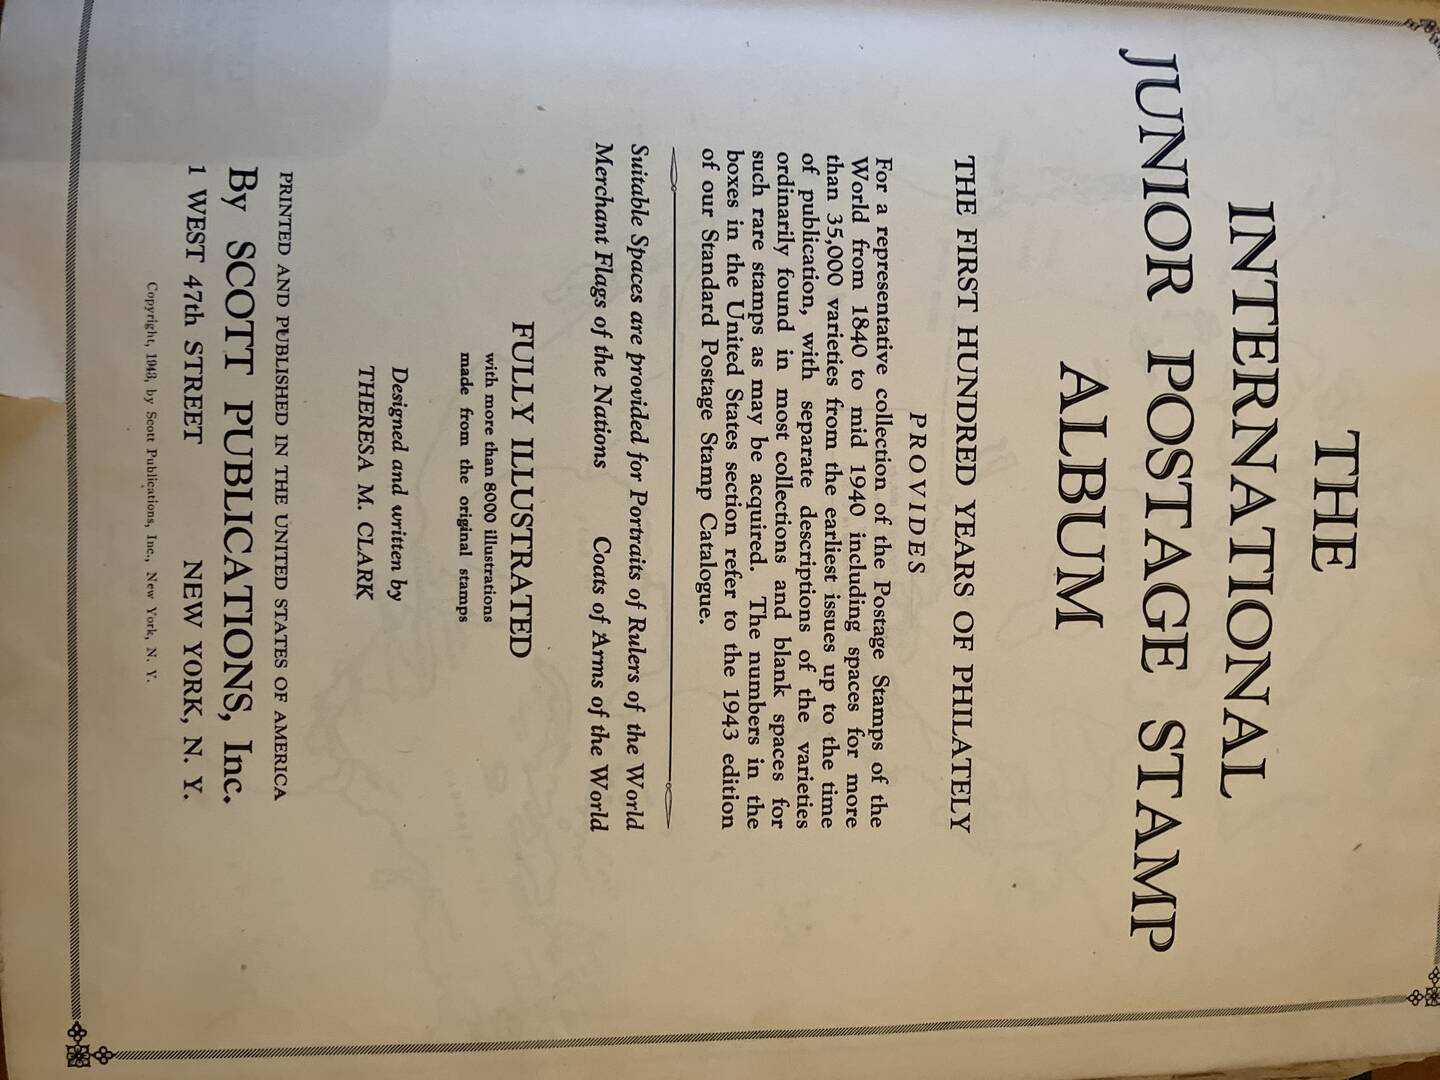 THE
INTERNATIONAL
JUNIOR POSTAGE STAMP
ALBUM
THE FIRST HUNDRED YEARS OF PHILATELY
PROVIDES
For a representative collection of the Postage Stamps of the
World from 1840 to mid 1940 including spaces for more
than 35,000 varieties from the earliest issues up to the time
of publication, with separate descriptions of the varieties
ordinarily found in most collections and blank spaces for
such rare stamps as may be acquired. The numbers in the
boxes in the United States section refer to the 1943 edition
of our Standard Postage Stamp Catalogue.
Suitable Spaces are provided for Portraits of Rulers of the World
Merchant Flags of the Nations Coats of Arms of the World
FULLY ILLUSTRATED
with more than 8000 illustrations
made from the original stamps
Designed and written by
THERESA M. CLARK
PRINTED AND PUBLISHED IN THE UNITED STATES OF AMERICA
By SCOTT PUBLICATIONS, Inc.
1 WEST 47th STREET NEW YORK, N. Y.
Copyright, 1943, by Scott Publications, Inc., New York, N. Y.